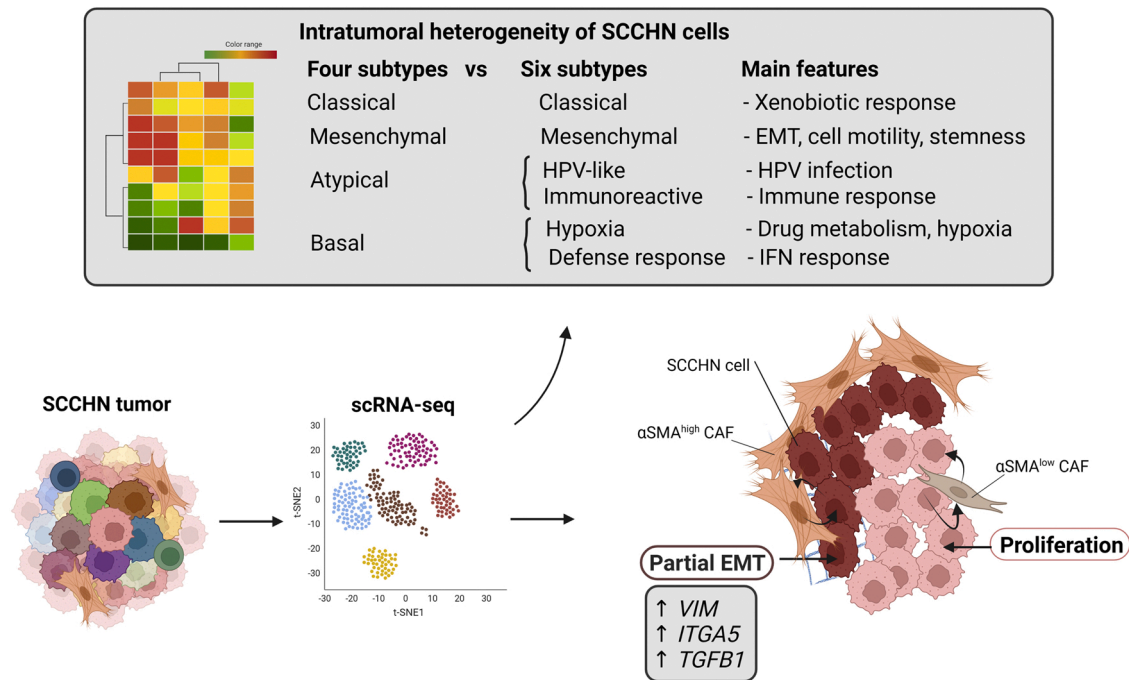 Intratumoral heterogeneity of SCCHN cells
Color range
Four subtypes vs Six subtypes Main features
Classical Classical - Xenobiotic response
Mesenchymal Mesenchymal - EMT, cell motility, stemness
Atypical
HPV-like - HPV infection
Immunoreactive - Immune response
Basal
Hypoxia - Drug metabolism, hypoxia
Defense response - IFN response
SCCHN tumor
scRNA-seq
30
20
10
0
-10
-20
-30
t-SNE2
-30 -20 -10 0 10 20 30
t-SNE1
SCCHN cell
αSMAhigh CAF
αSMAlow CAF
Partial EMT
Proliferation
↑ VIM
↑ ITGA5
↑ TGFB1